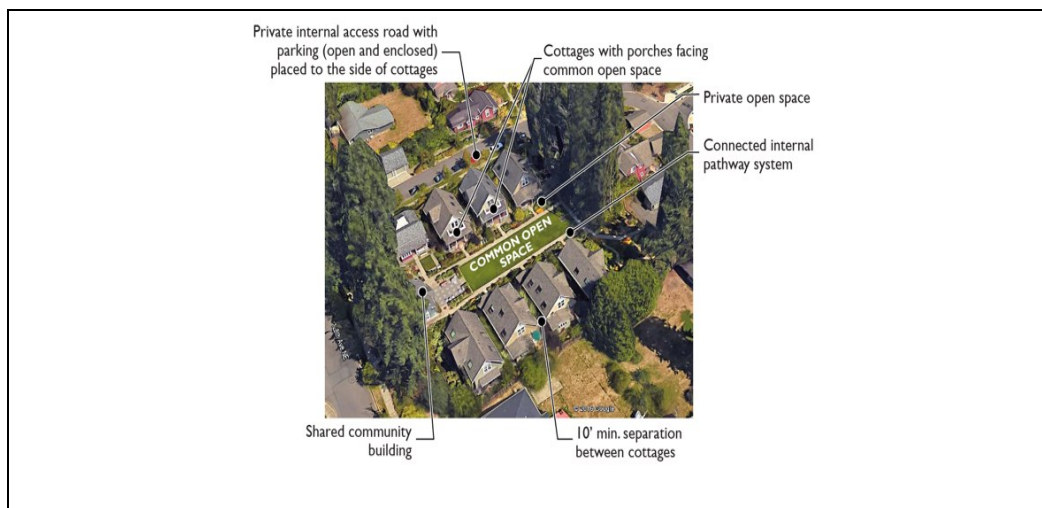 Private internal access road with
parking (open and enclosed)
placed to the side of cottages
Cottages with porches facing
common open space
Private open space
Connected internal
pathway system
COMMON OPEN
SPACE
Shared community
building
10' min. separation
between cottages